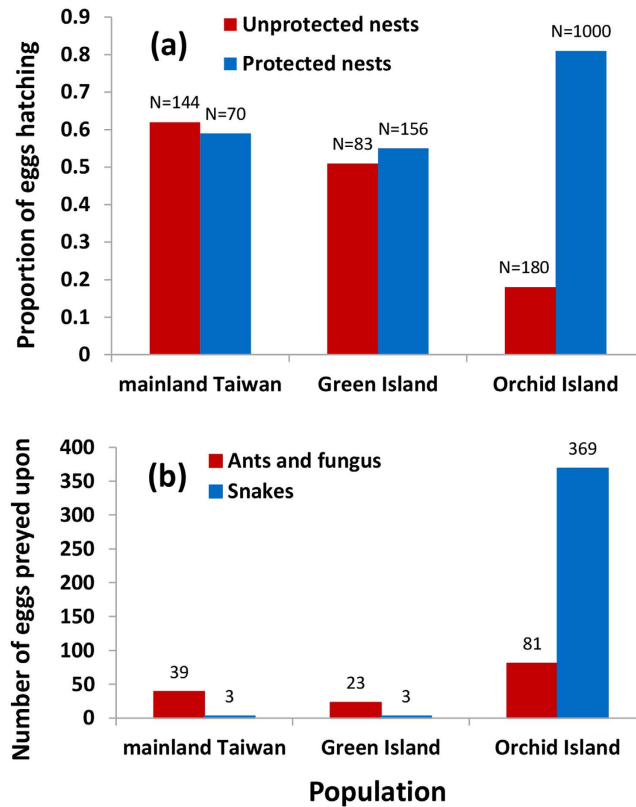 (a)
Unprotected nests
Protected nests
Proportion of eggs hatching
0.9
0.8
0.7
0.6
0.5
0.4
0.3
0.2
0.1
0
N=144
N=70
N=83
N=156
N=180
N=1000
mainland Taiwan
Green Island
Orchid Island
(b)
Ants and fungus
Snakes
Number of eggs preyed upon
400
350
300
250
200
150
100
50
0
39
3
23
3
81
369
mainland Taiwan
Green Island
Orchid Island
Population